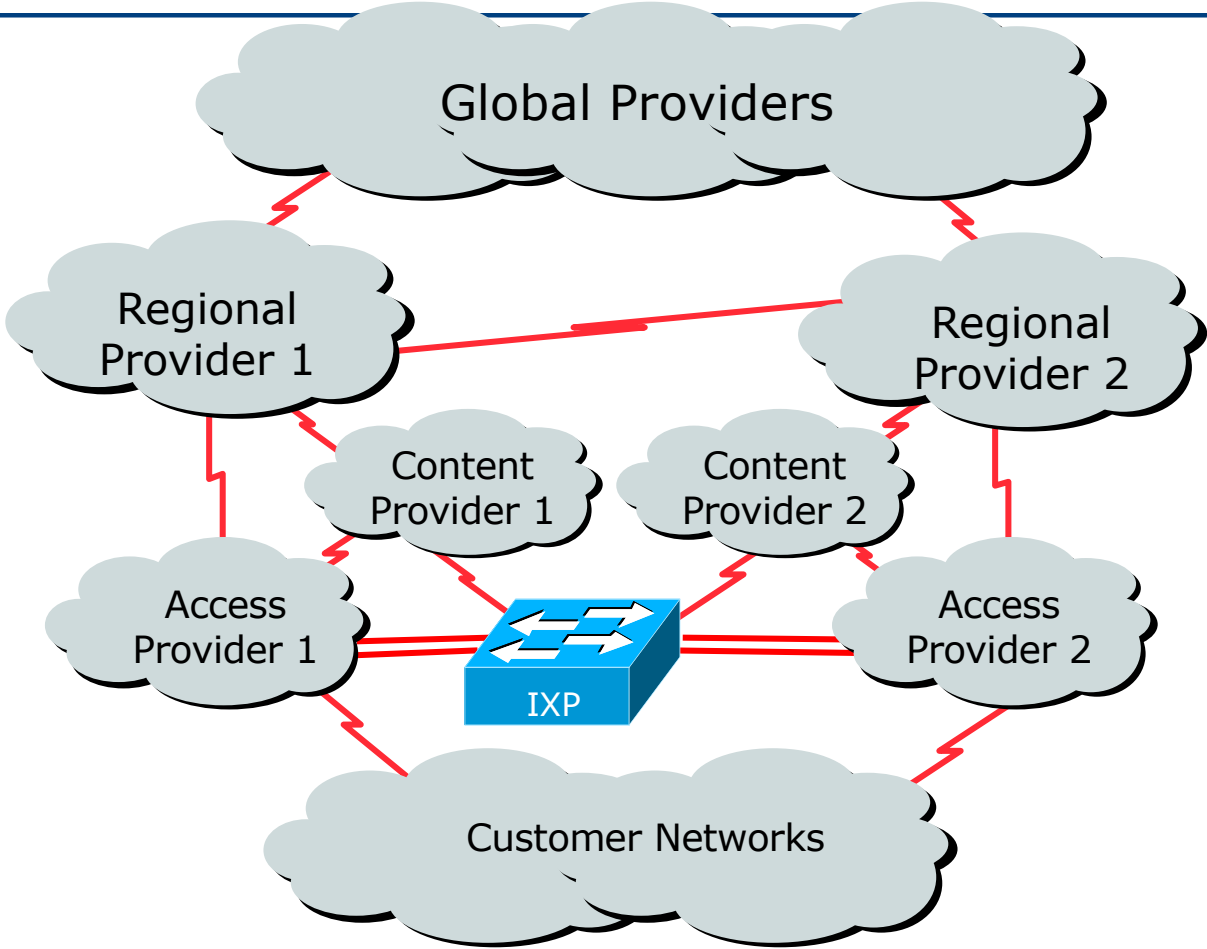 Global Providers
Regional
Provider 1
Regional
Provider 2
Content
Provider 1
Content
Provider 2
Access
Provider 1
Access
Provider 2
IXP
Customer Networks